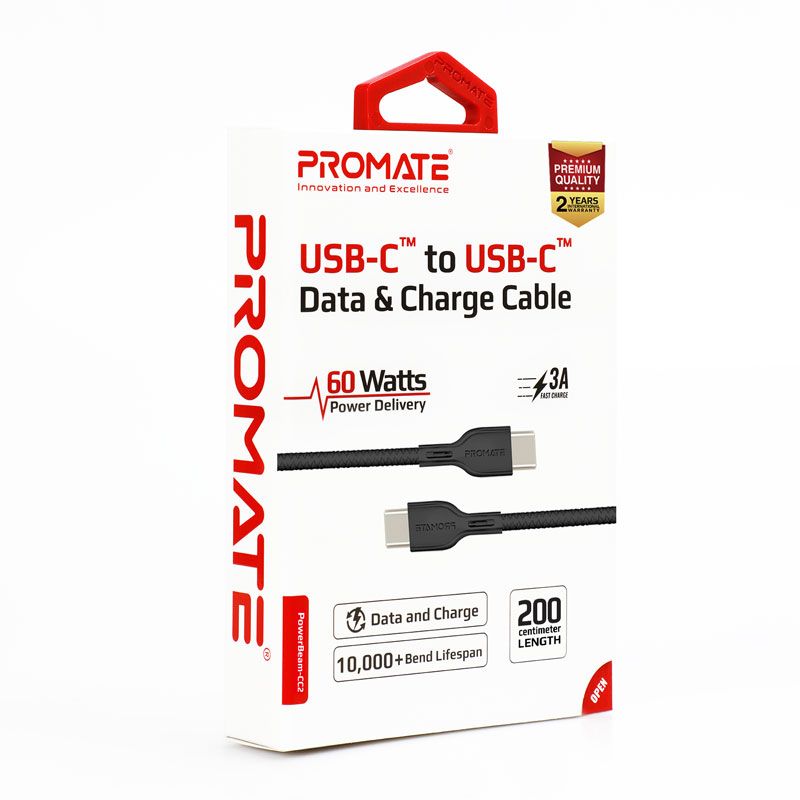 PROMATE
PROMATE®
Innovation and Excellence
PREMIUM
QUALITY
2 YEARS
INTERNATIONAL
WARRANTY
USB-C™ to USB-C™
Data & Charge Cable
60 Watts
Power Delivery
3A
FAST CHARGE
PROMATE
PROMATE
Data and Charge
10,000+ Bend Lifespan
200
centimeter
LENGTH
OPEN
PROMATE®
PowerBeam-CC2